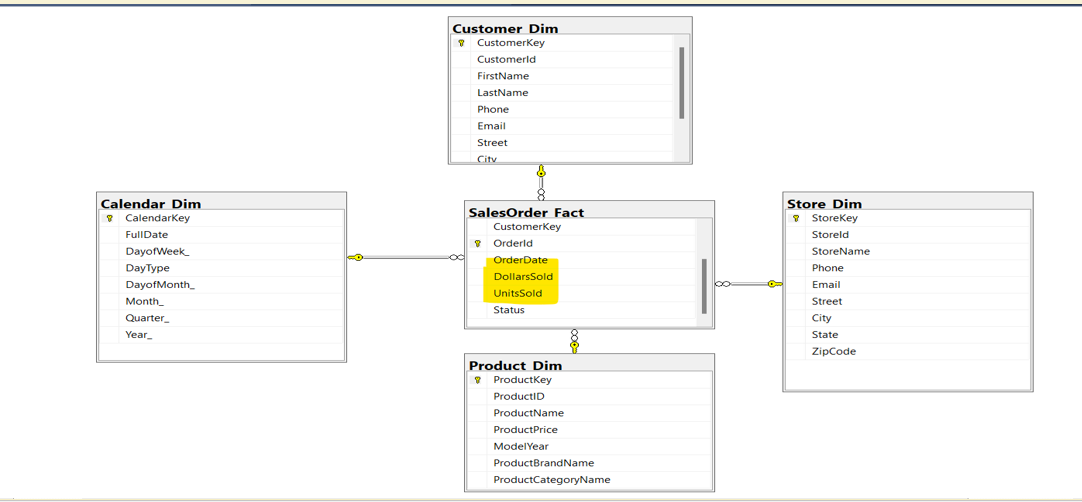 Customer_Dim
CustomerKey
CustomerId
FirstName
LastName
Phone
Email
Street
City
Calendar_Dim
CalendarKey
FullDate
DayofWeek_
DayType
DayofMonth_
Month_
Quarter_
Year_
SalesOrder_Fact
CustomerKey
OrderId
OrderDate
DollarsSold
UnitsSold
Status
Store_Dim
StoreKey
StoreId
StoreName
Phone
Email
Street
City
State
ZipCode
Product_Dim
ProductKey
ProductID
ProductName
ProductPrice
ModelYear
ProductBrandName
ProductCategoryName